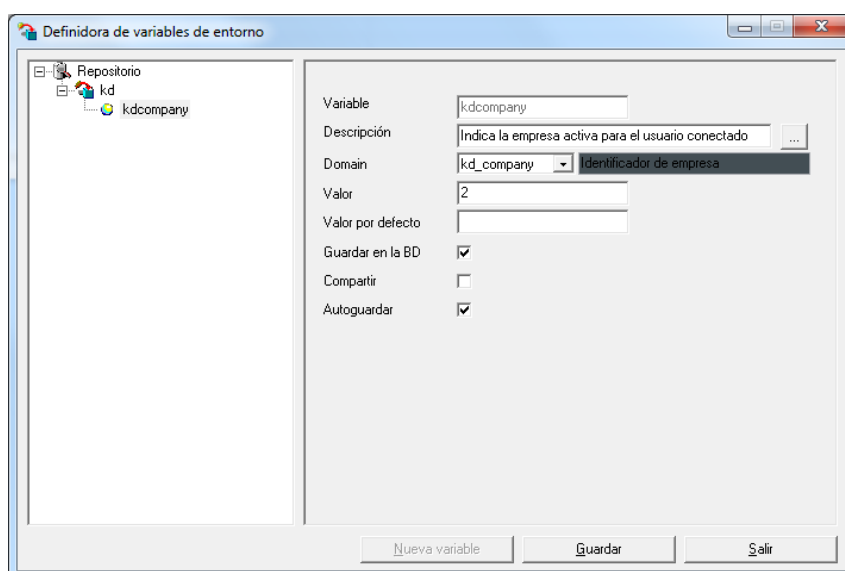 Definidora de variables de entorno
Repositorio
kd
kdcompany
Variable kdcompany
Descripción Indica la empresa activa para el usuario conectado ...
Domain kd_company Identificador de empresa
Valor 2
Valor por defecto
Guardar en la BD
Compartir
Autoguardar
Nueva variable Guardar Salir